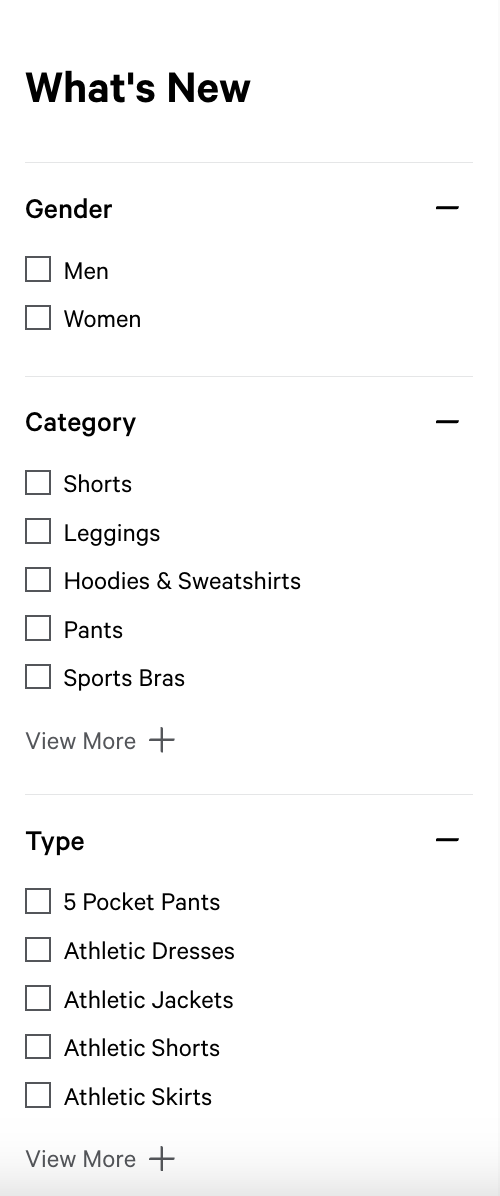 What's New
Gender
Men
Women
Category
Shorts
Leggings
Hoodies & Sweatshirts
Pants
Sports Bras
View More
Type
5 Pocket Pants
Athletic Dresses
Athletic Jackets
Athletic Shorts
Athletic Skirts
View More